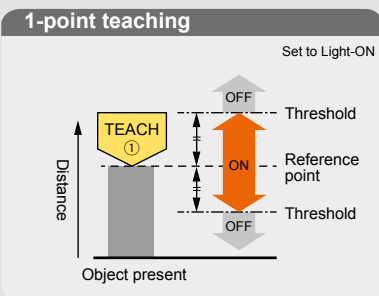 1-point teaching
Set to Light-ON
OFF
Threshold
TEACH
①
ON
Reference
point
Distance
Threshold
OFF
Object present